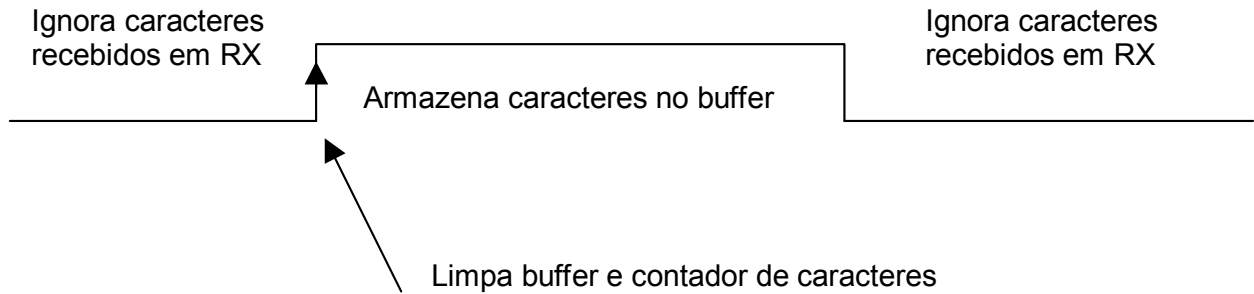 Ignora caracteres
recebidos em RX
Ignora caracteres
recebidos em RX
Armazena caracteres no buffer
Limpa buffer e contador de caracteres